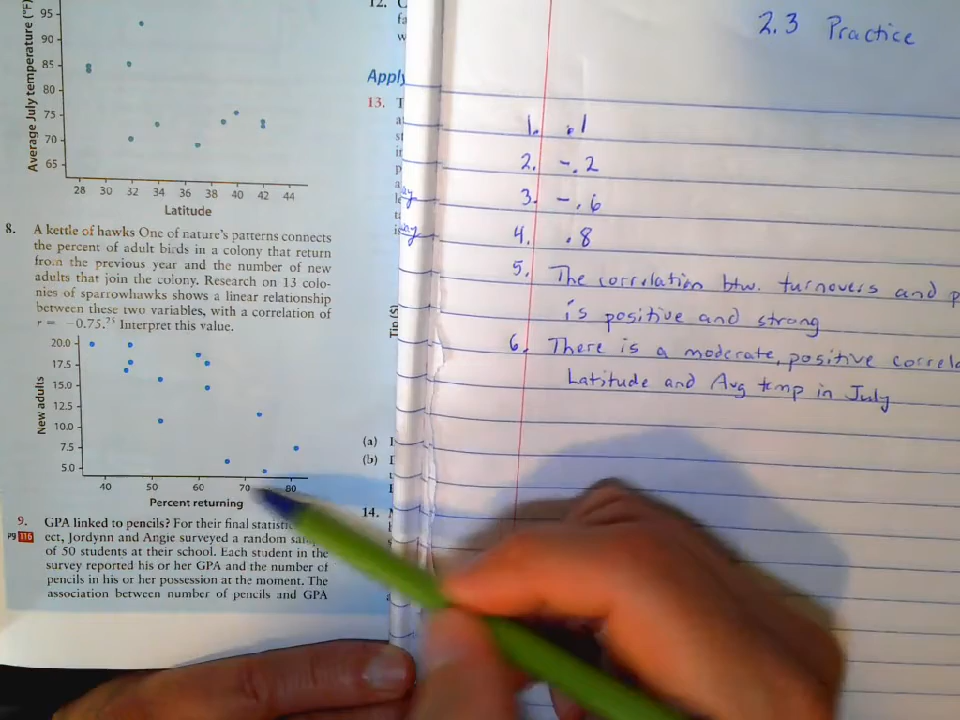 95
90
85
80
75
70
65
Average July temperature (°F)
28 30 32 34 36 38 40 42 44
Latitude
8. A kettle of hawks One of nature's patterns connects
the percent of adult birds in a colony that return
from the previous year and the number of new
adults that join the colony. Research on 13 colo-
nies of sparrowhawks shows a linear relationship
between these two variables, with a correlation of
r = −0.75. Interpret this value.
20.0
17.5
15.0
12.5
10.0
7.5
5.0
New adults
40 50 60 70 80
Percent returning
9. GPA linked to pencils? For their final
pg 116 ect, Jordynn and Angie surveyed a random
of 50 students at their school. Each student in the
survey reported his or her GPA and the number of
pencils in his or her possession at the moment. The
association between number of pencils and GPA
12.
Apply
13.
(a)
(b)
14.
2.3 Practice
1. .1
2. -.2
3. -.6
4. .8
5. The correlation btw. turnovers and
is positive and strong
6. There is a moderate, positive
Latitude and Avg temp in July